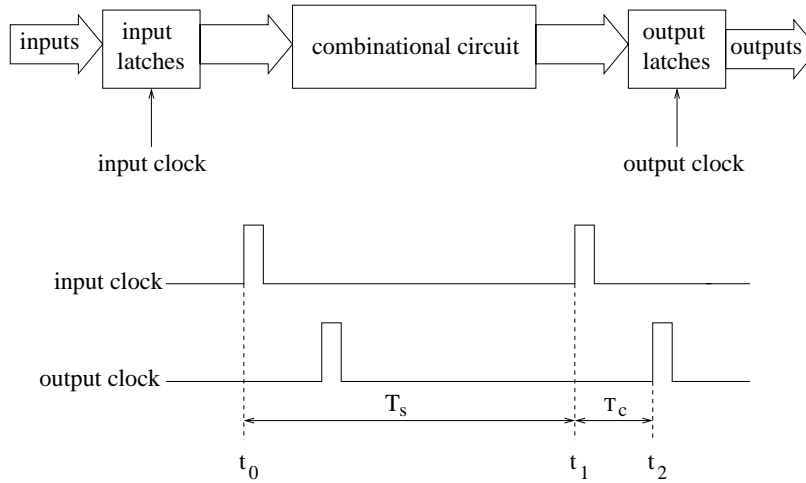 inputs
input
latches
combinational circuit
output
latches
outputs
input clock
output clock
input clock
output clock
T_s
T_c
t_0
t_1
t_2